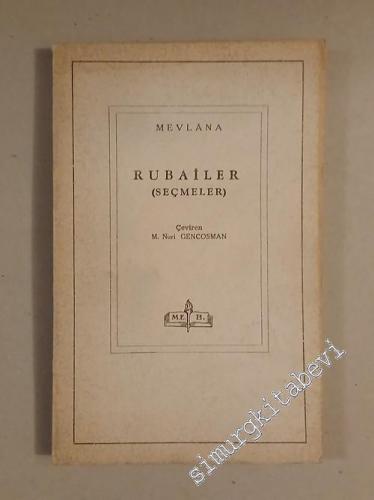 MEVLÂNA
RUBAİLER
(SEÇMELER)
Çeviren
M. Nuri GENCOSMAN
M.E. B.
simurgkitabevi